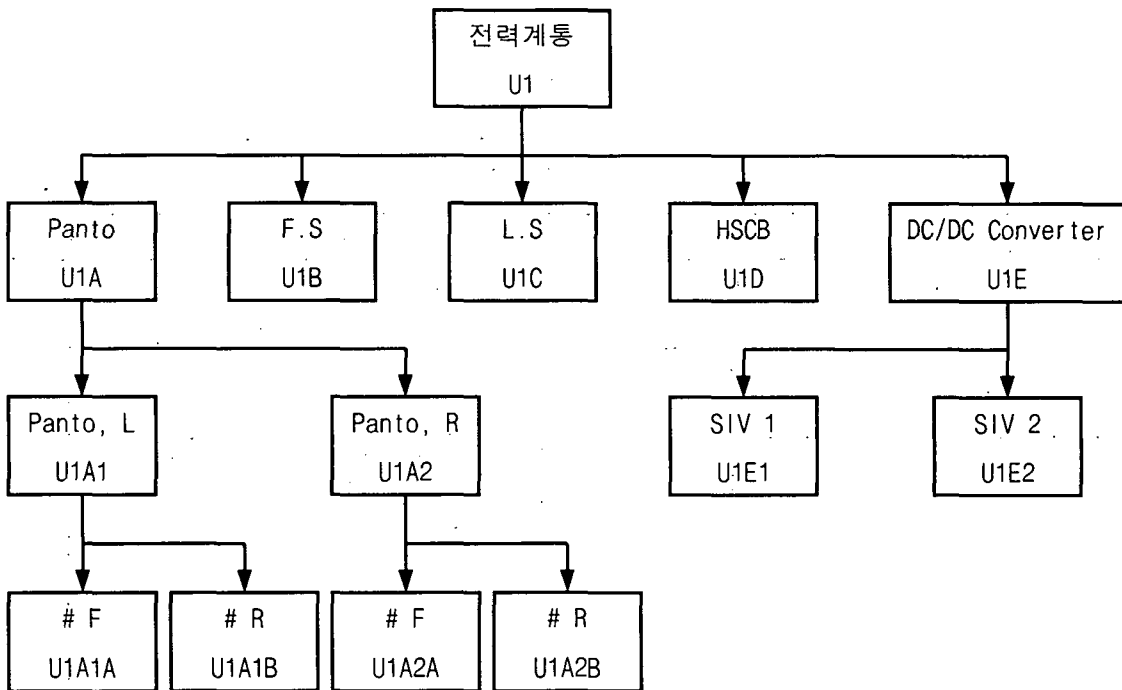 전력계통
U1
Panto
U1A
F.S
U1B
L.S
U1C
HSCB
U1D
DC/DC Converter
U1E
Panto, L
U1A1
Panto, R
U1A2
SIV 1
U1E1
SIV 2
U1E2
# F
U1A1A
# R
U1A1B
# F
U1A2A
# R
U1A2B